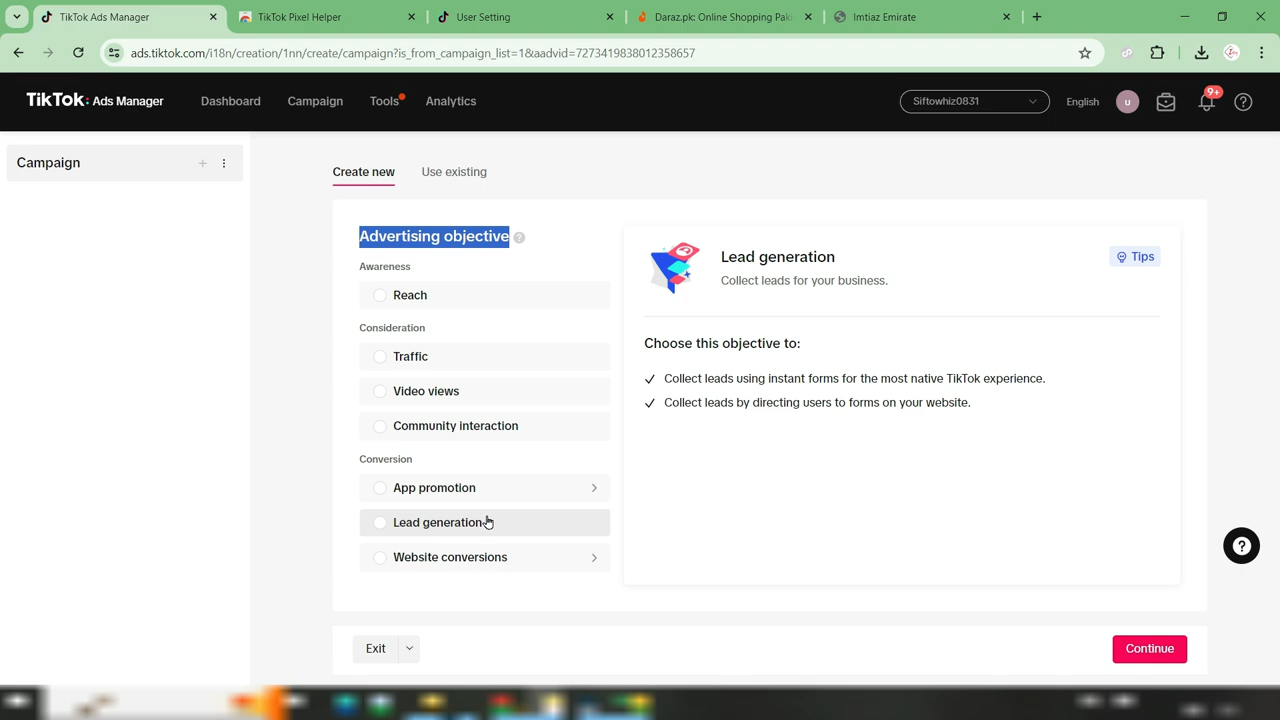 TikTok Ads Manager
TikTok Pixel Helper
User Setting
Daraz.pk: Online Shopping Pak
Imtiaz Emirate
ads.tiktok.com/i18n/creation/1nn/create/campaign?is_from_campaign_list=1&aadvid=7273419838012358657
TikTok: Ads Manager
Dashboard
Campaign
Tools
Analytics
Siftowhiz0831
English
u
9+
Campaign
Create new
Use existing
Advertising objective
Awareness
Reach
Consideration
Traffic
Video views
Community interaction
Conversion
App promotion
Lead generation
Website conversions
Lead generation
Collect leads for your business.
Tips
Choose this objective to:
Collect leads using instant forms for the most native TikTok experience.
Collect leads by directing users to forms on your website.
Exit
Continue